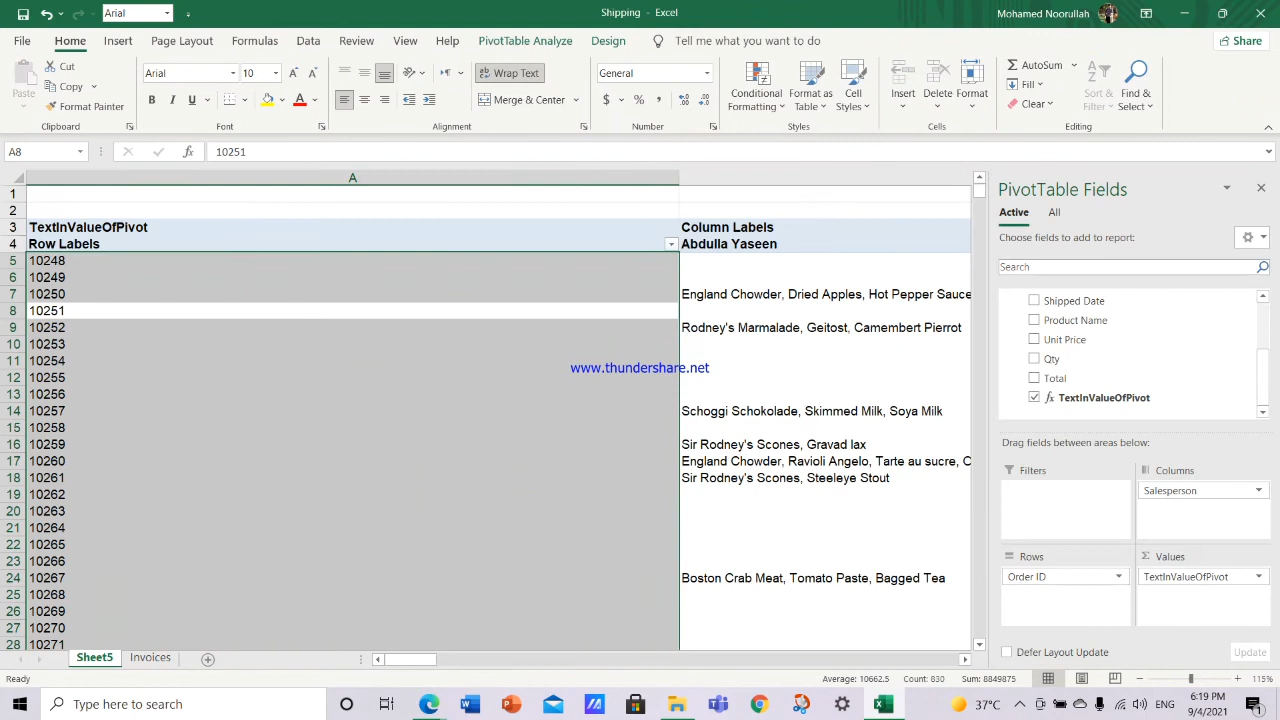 Arial
Shipping - Excel
Mohamed Noorullah
File Home Insert Page Layout Formulas Data Review View Help PivotTable Analyze Design Tell me what you want to do Share
Paste
Cut
Copy
Format Painter
Clipboard
Arial 10
B I U
Font
Wrap Text
Merge & Center
Alignment
General
$ % ,
Number
Conditional Formatting
Format as Table
Cell Styles
Styles
Insert
Delete
Format
Cells
AutoSum
Fill
Clear
Sort & Filter
Find & Select
Editing
A8 fx 10251
A
1
2
3 TextInValueOfPivot Column Labels
4 Row Labels Abdulla Yaseen
5 10248
6 10249
7 10250 England Chowder, Dried Apples, Hot Pepper Sauce
8 10251
9 10252 Rodney's Marmalade, Geitost, Camembert Pierrot
10 10253
11 10254
www.thundershare.net
12 10255
13 10256
14 10257 Schoggi Schokolade, Skimmed Milk, Soya Milk
15 10258
16 10259 Sir Rodney's Scones, Gravad lax
17 10260 England Chowder, Ravioli Angelo, Tarte au sucre, C
18 10261 Sir Rodney's Scones, Steeleye Stout
19 10262
20 10263
21 10264
22 10265
23 10266
24 10267 Boston Crab Meat, Tomato Paste, Bagged Tea
25 10268
26 10269
27 10270
28 10271
PivotTable Fields
Active All
Choose fields to add to report:
Search
Shipped Date
Product Name
Unit Price
Qty
Total
fx TextInValueOfPivot
Drag fields between areas below:
Filters
Columns
Salesperson
Rows
Order ID
Σ Values
TextInValueOfPivot
Defer Layout Update Update
Sheet5 Invoices
Ready Average: 10662.5 Count: 830 Sum: 8849875 115%
Type here to search
37°C
6:19 PM
9/4/2021